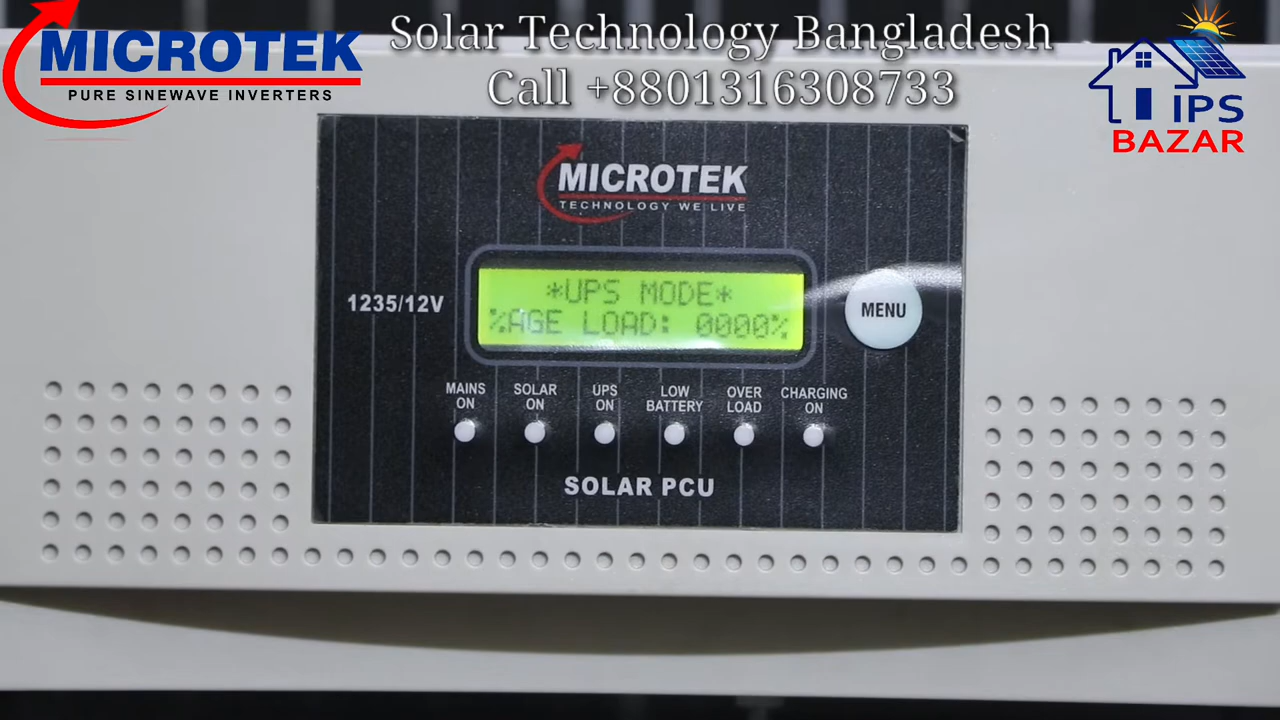 MICROTEK
PURE SINEWAVE INVERTERS
Solar Technology Bangladesh
Call +8801316308733
IPS
BAZAR
MICROTEK
TECHNOLOGY WE LIVE
1235/12V
*UPS MODE*
%AGE LOAD: 0000%
MENU
MAINS ON
SOLAR ON
UPS ON
LOW BATTERY
OVER LOAD
CHARGING ON
SOLAR PCU